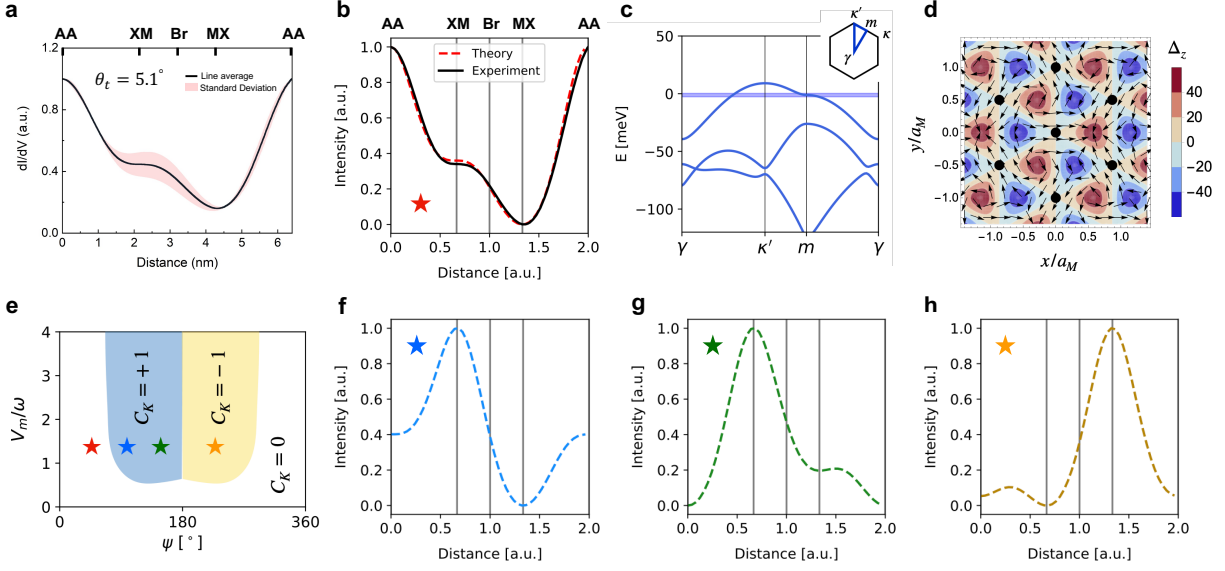 a
AA XM Br MX AA
1.2
0.8
0.4
0.0
θt = 5.1°
Line average
Standard Deviation
dI/dV (a.u.)
0 1 2 3 4 5 6
Distance (nm)
b
AA XM Br MX AA
1.0
0.8
0.6
0.4
0.2
0.0
Theory
Experiment
Intensity [a.u.]
0.0 0.5 1.0 1.5 2.0
Distance [a.u.]
c
κ′
m
κ
γ
50
0
−50
−100
E [meV]
γ κ′ m γ
d
Δz
1.0
0.5
0.0
-0.5
-1.0
y/aM
-1.0 -0.5 0.0 0.5 1.0
x/aM
40
20
0
-20
-40
e
4
3
2
1
0
Vm/ω
CK = +1
CK = −1
CK = 0
0 180 360
ψ [°]
f
1.0
0.8
0.6
0.4
0.2
0.0
Intensity [a.u.]
0.0 0.5 1.0 1.5 2.0
Distance [a.u.]
g
1.0
0.8
0.6
0.4
0.2
0.0
Intensity [a.u.]
0.0 0.5 1.0 1.5 2.0
Distance [a.u.]
h
1.0
0.8
0.6
0.4
0.2
0.0
Intensity [a.u.]
0.0 0.5 1.0 1.5 2.0
Distance [a.u.]